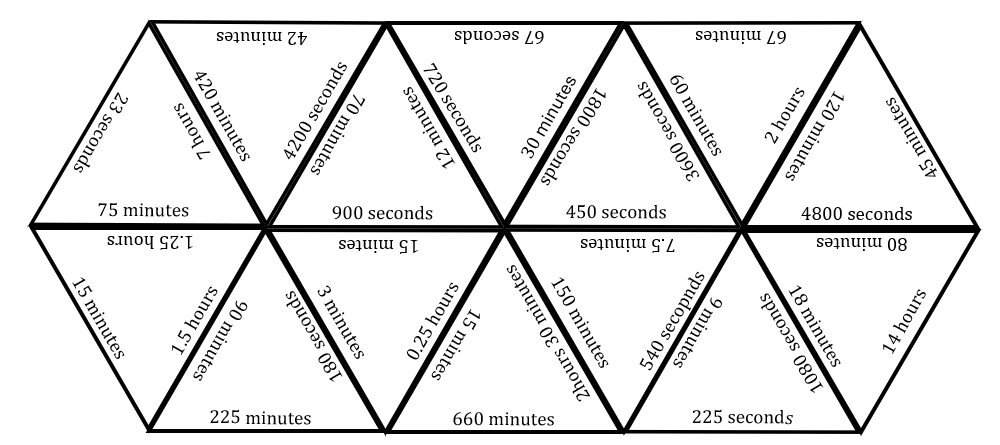 42 minutes
67 seconds
67 minutes
23 seconds
7 hours
420 minutes
4200 seconds
70 minutes
12 minutes
720 seconds
30 minutes
1800 seconds
3600 seconds
60 minutes
2 hours
120 minutes
45 minutes
75 minutes
900 seconds
450 seconds
4800 seconds
1.25 hours
15 mintes
7.5 minutes
80 minutes
15 minutes
1.5 hours
90 minutes
180 seconds
3 minutes
0.25 hours
15 mintes
2hours 30 minutes
150 minutes
540 secopnds
9 minutes
1080 seconds
18 minutes
14 hours
225 minutes
660 minutes
225 seconds